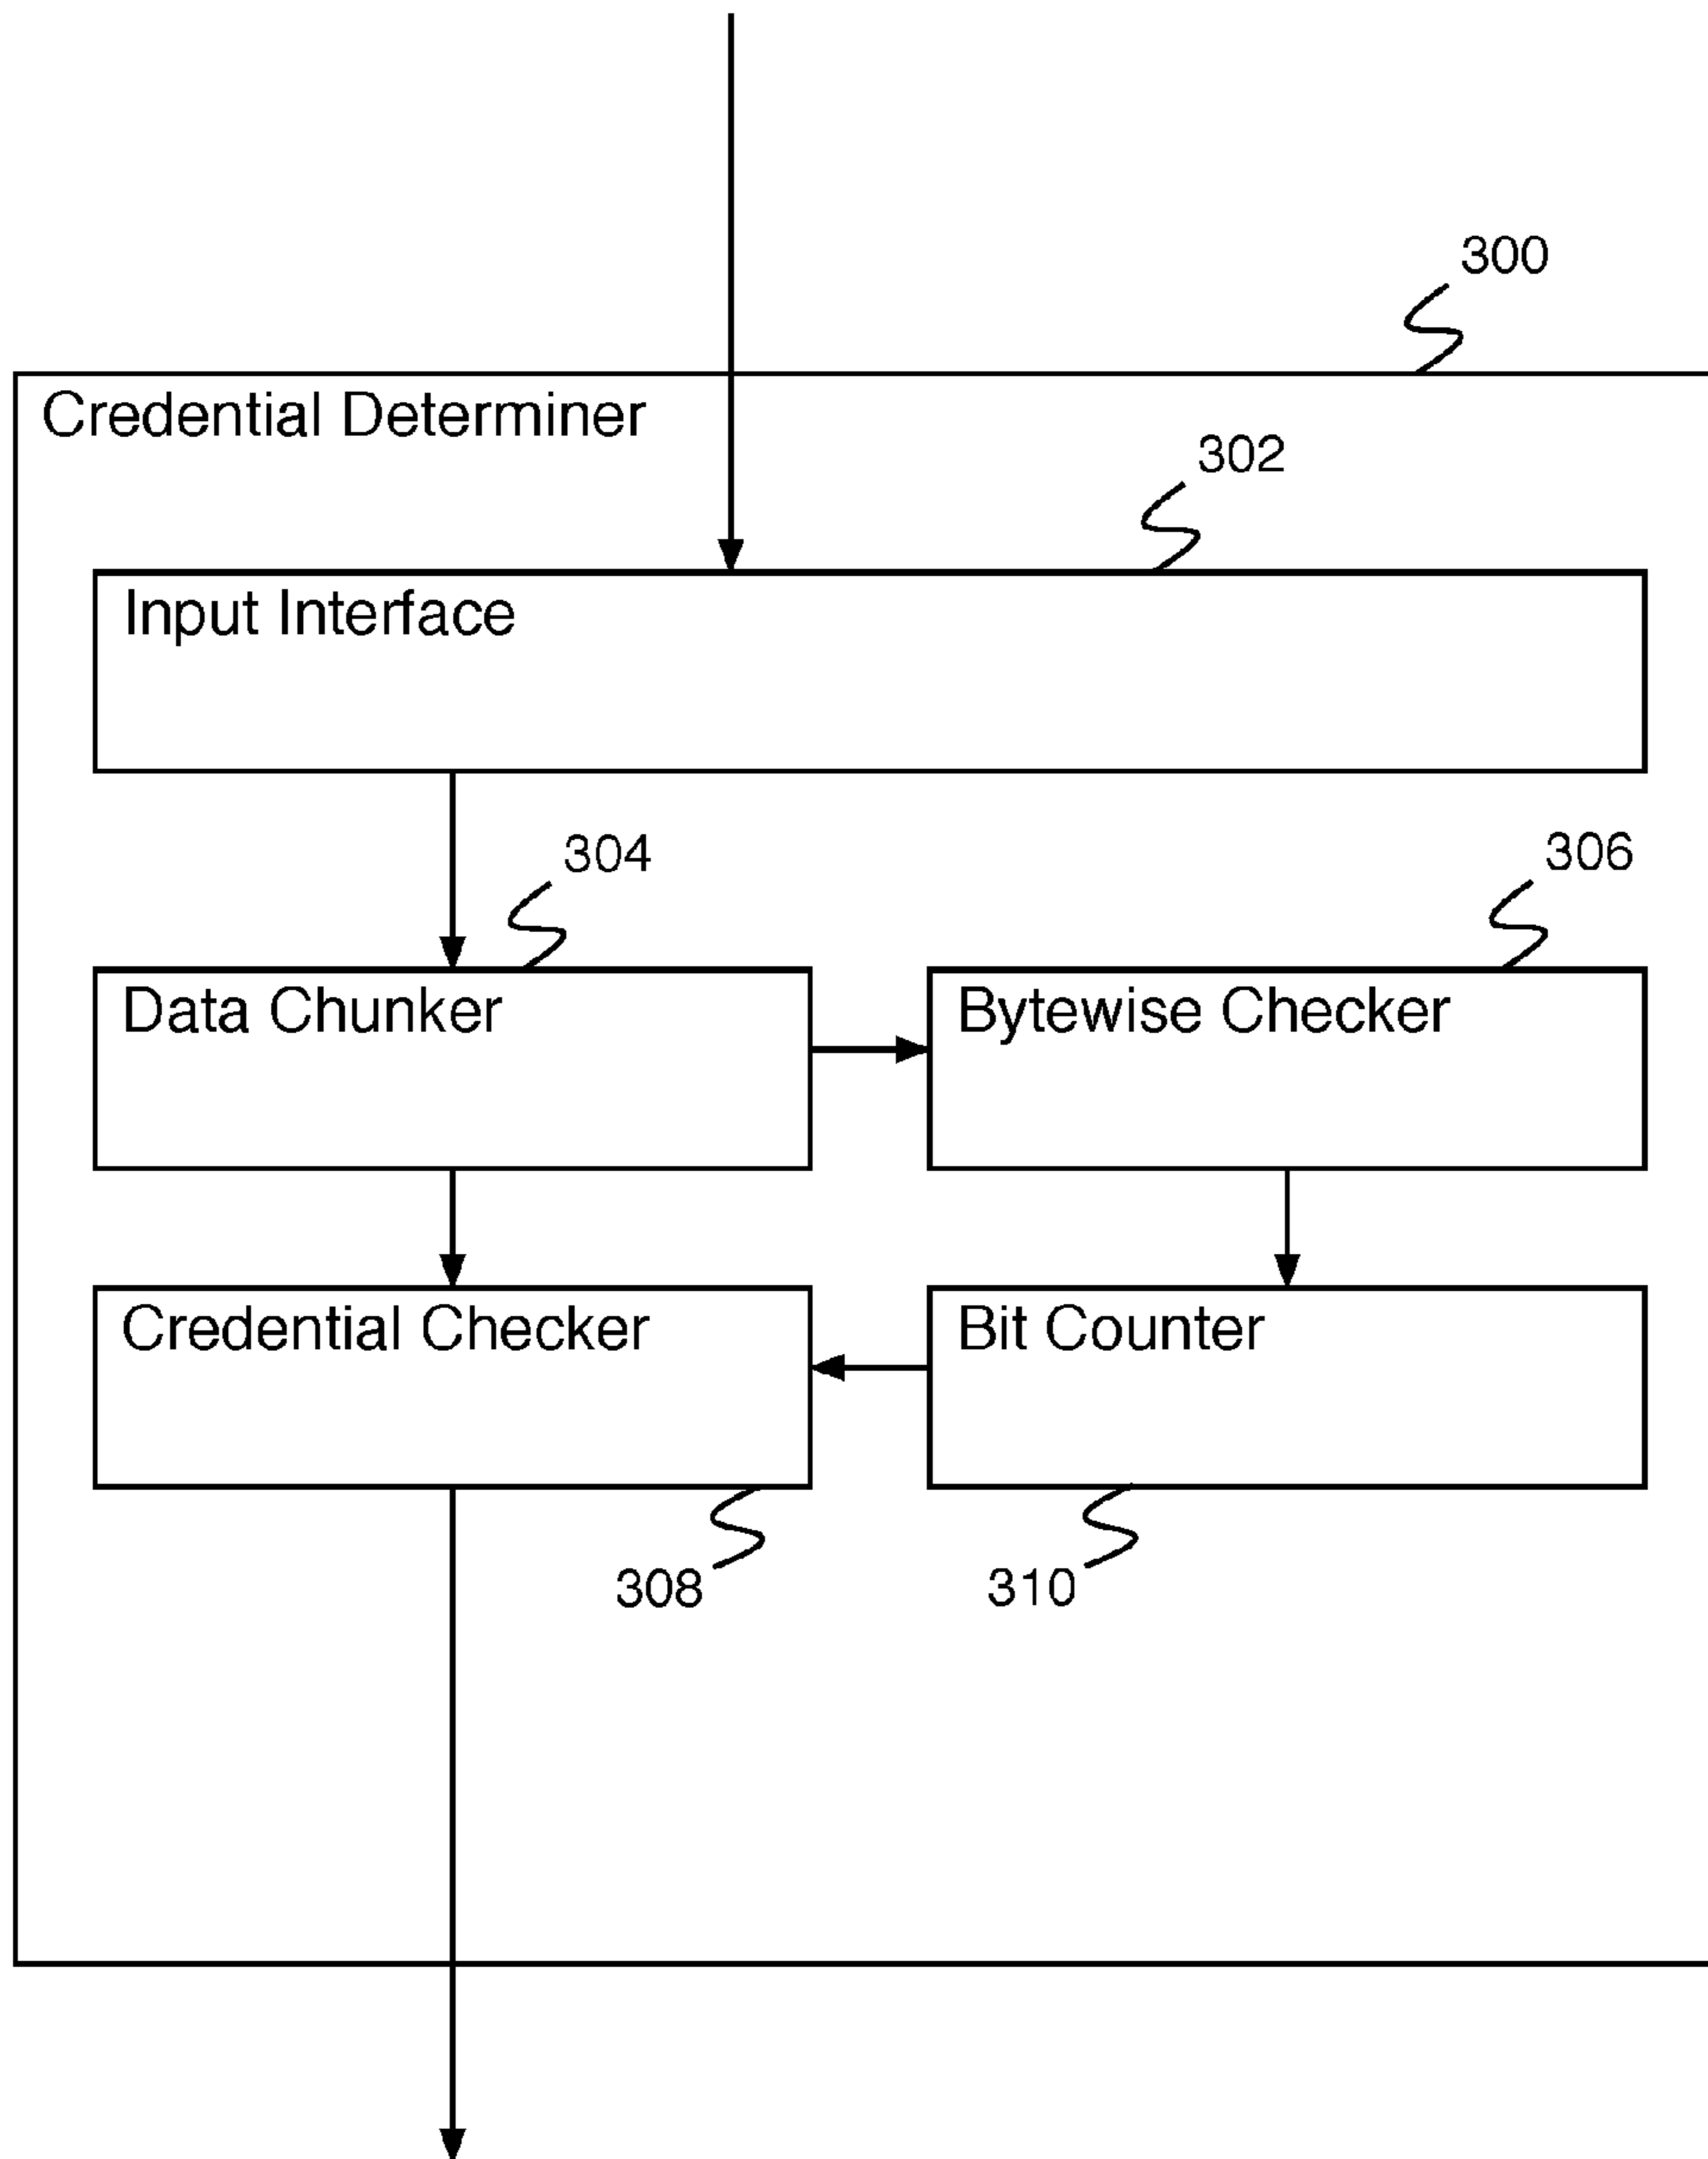 300
Credential Determiner
302
Input Interface
304
306
Data Chunker
Bytewise Checker
Credential Checker
Bit Counter
308
310